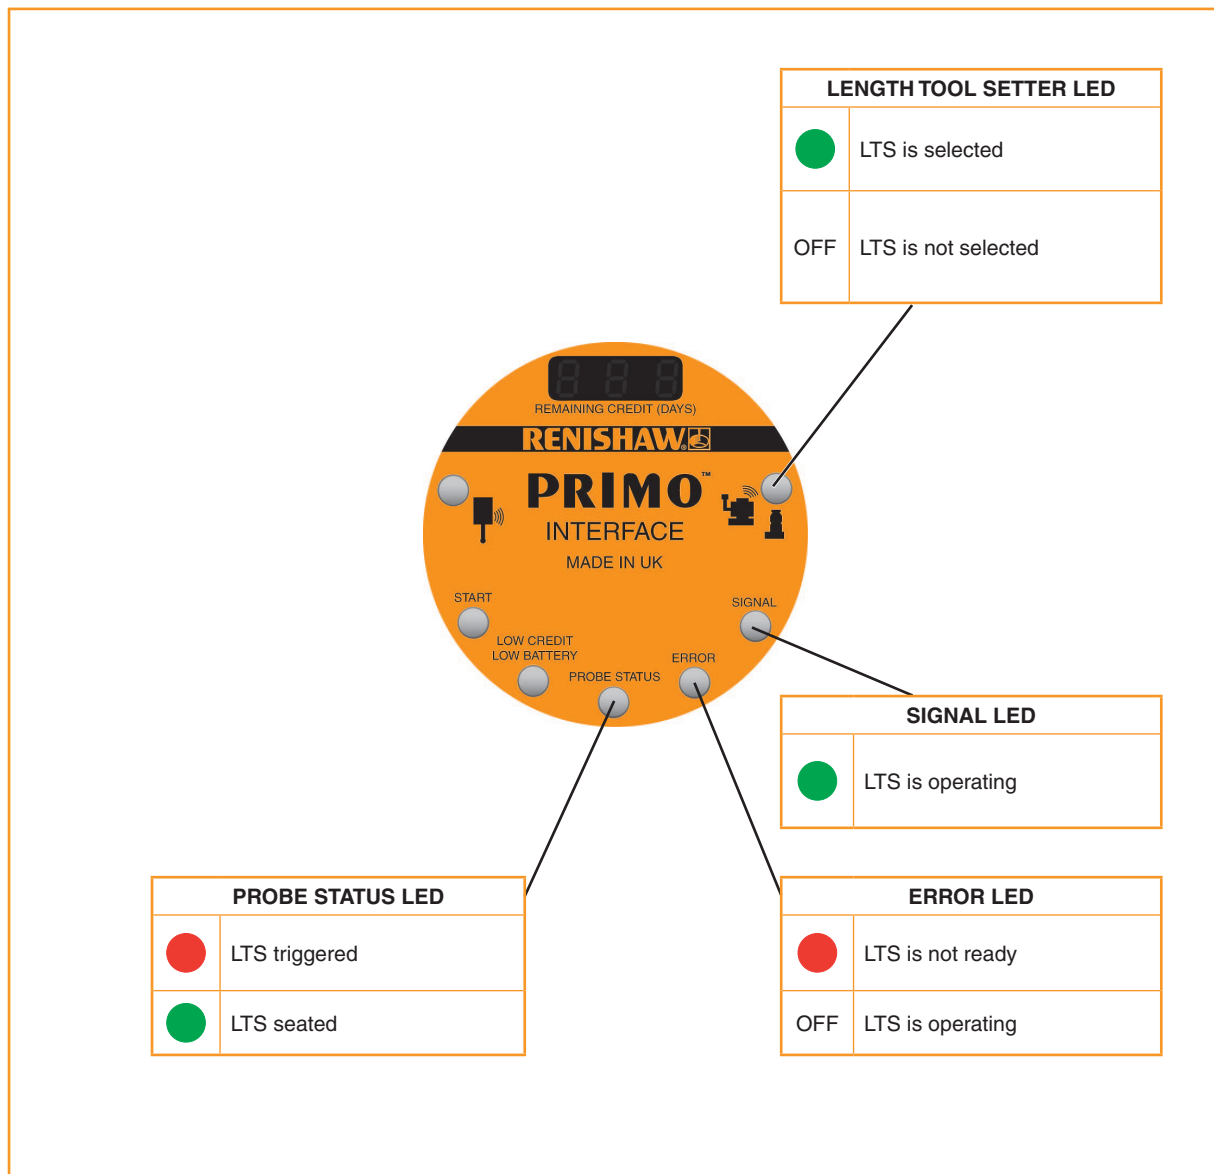 LENGTH TOOL SETTER LED
LTS is selected
OFF LTS is not selected
888
REMAINING CREDIT (DAYS)
RENISHAW®
PRIMO™
INTERFACE
MADE IN UK
START
SIGNAL
LOW CREDIT
LOW BATTERY
PROBE STATUS
ERROR
SIGNAL LED
LTS is operating
PROBE STATUS LED
LTS triggered
LTS seated
ERROR LED
LTS is not ready
OFF LTS is operating